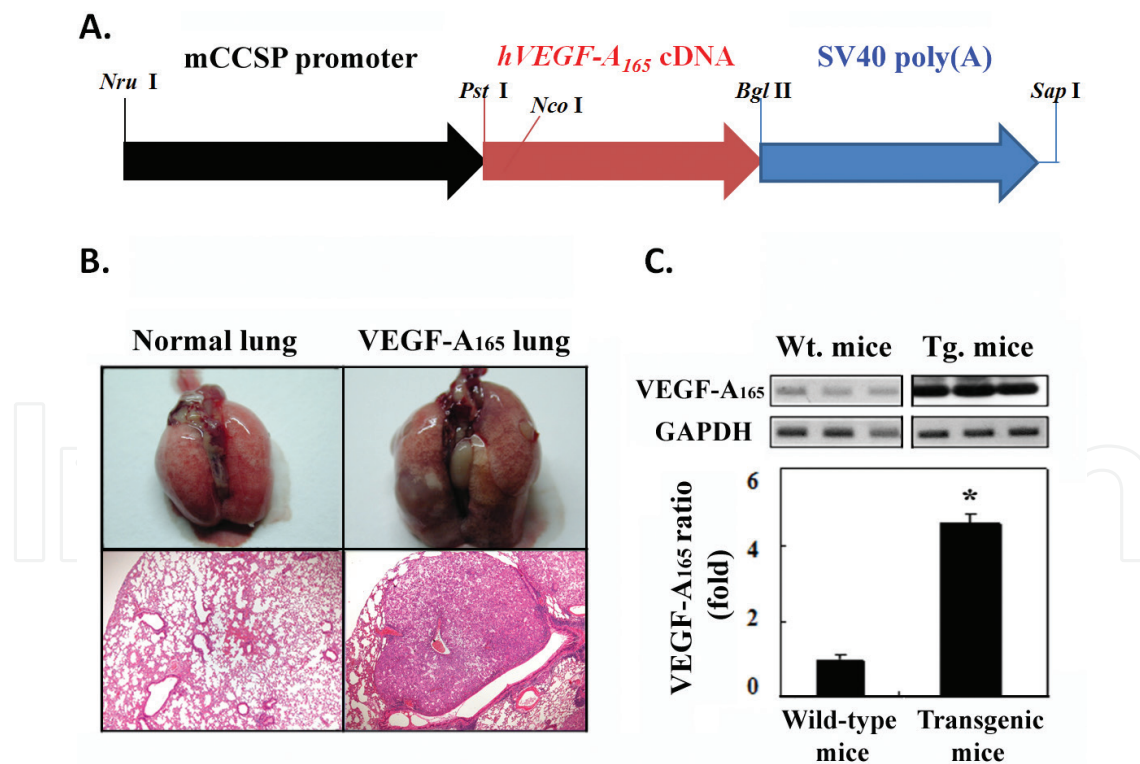 A.
mCCSP promoter
hVEGF-A165 cDNA
SV40 poly(A)
Nru I
Pst I
Nco I
Bgl II
Sap I
B.
Normal lung
VEGF-A165 lung
C.
Wt. mice
Tg. mice
VEGF-A165
GAPDH
VEGF-A165 ratio
(fold)
6
4
2
0
*
Wild-type
mice
Transgenic
mice